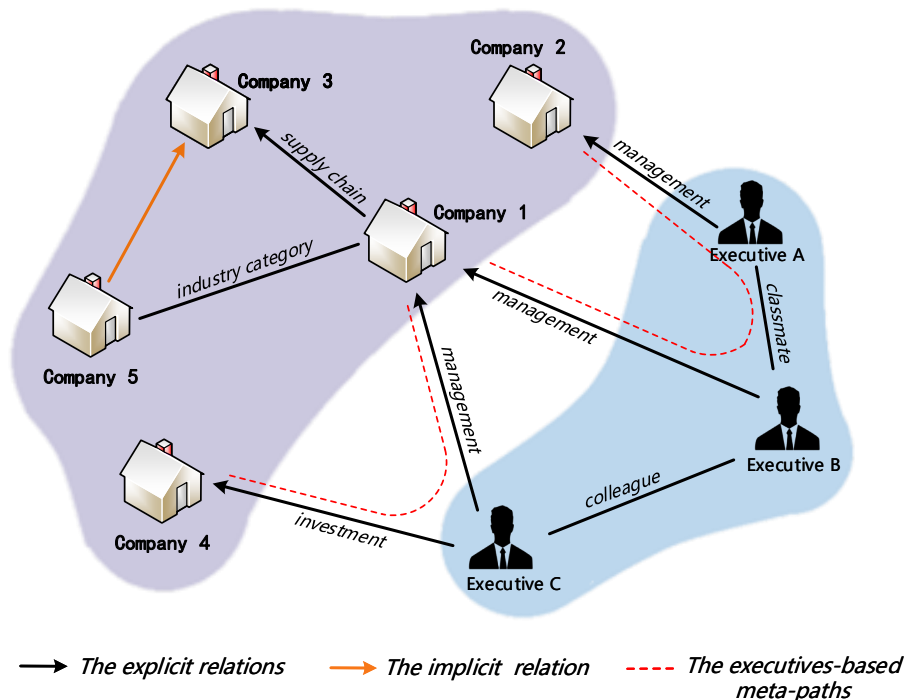 Company 2
Company 3
management
supply chain
Company 1
Executive A
industry category
management
classmate
Company 5
management
Executive B
colleague
Company 4
investment
Executive C
The explicit relations
The implicit relation
The executives-based
meta-paths